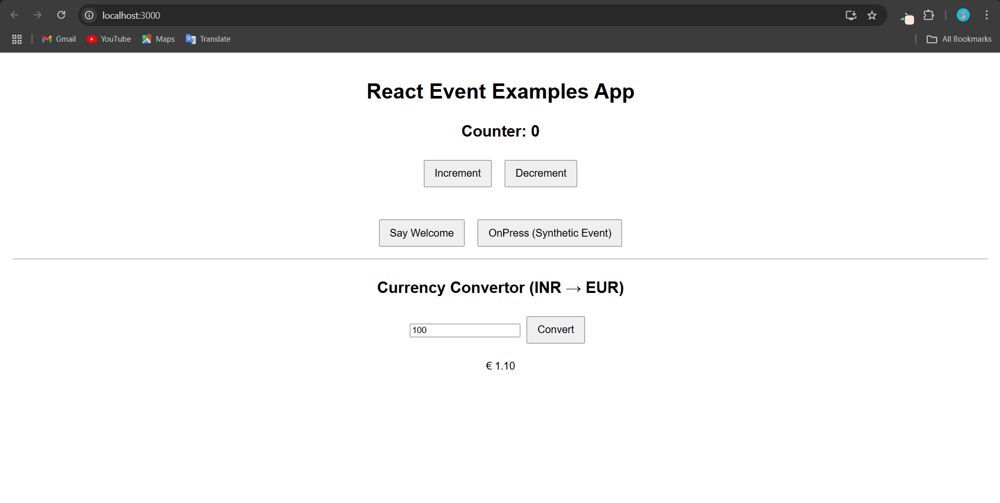 localhost:3000
Gmail YouTube Maps Translate All Bookmarks
React Event Examples App
Counter: 0
Increment Decrement
Say Welcome OnPress (Synthetic Event)
Currency Convertor (INR → EUR)
100 Convert
€ 1.10